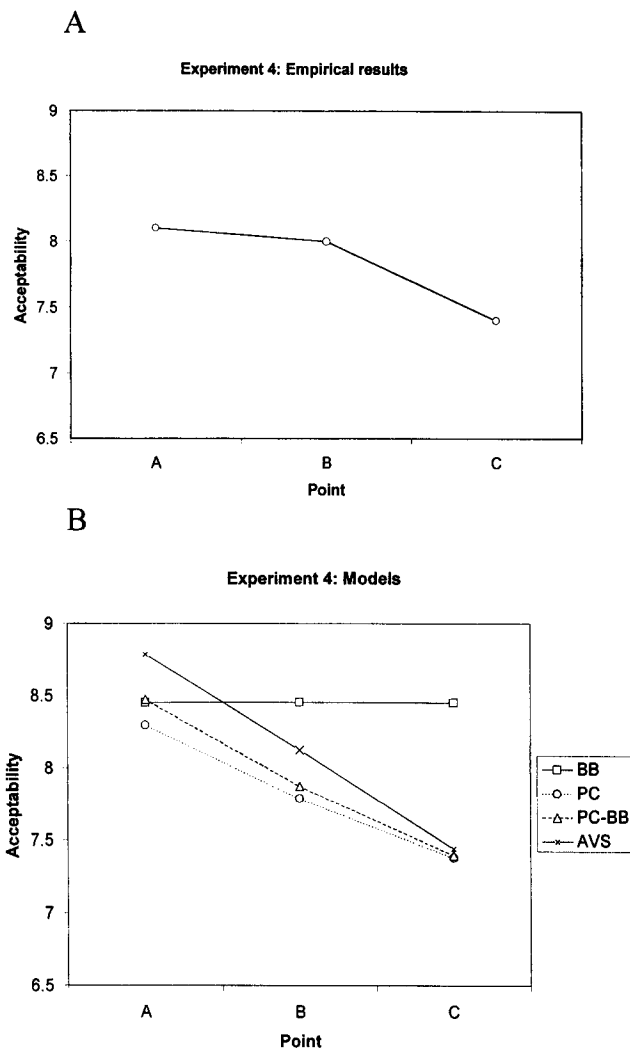 A
Experiment 4: Empirical results
9
8.5
8
7.5
7
6.5
Acceptability
A B C
Point
B
Experiment 4: Models
9
8.5
8
7.5
7
6.5
Acceptability
A B C
Point
BB
PC
PC-BB
AVS